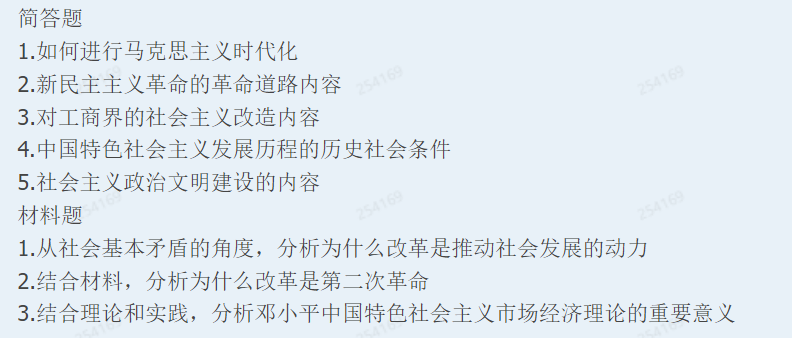 简答题
1.如何进行马克思主义时代化
2.新民主主义革命的革命道路内容
3.对工商界的社会主义改造内容
4.中国特色社会主义发展历程的历史社会条件
5.社会主义政治文明建设的内容
材料题
1.从社会基本矛盾的角度，分析为什么改革是推动社会发展的动力
2.结合材料，分析为什么改革是第二次革命
3.结合理论和实践，分析邓小平中国特色社会主义市场经济理论的重要意义
254169
254169
254169
254169
254169
254169